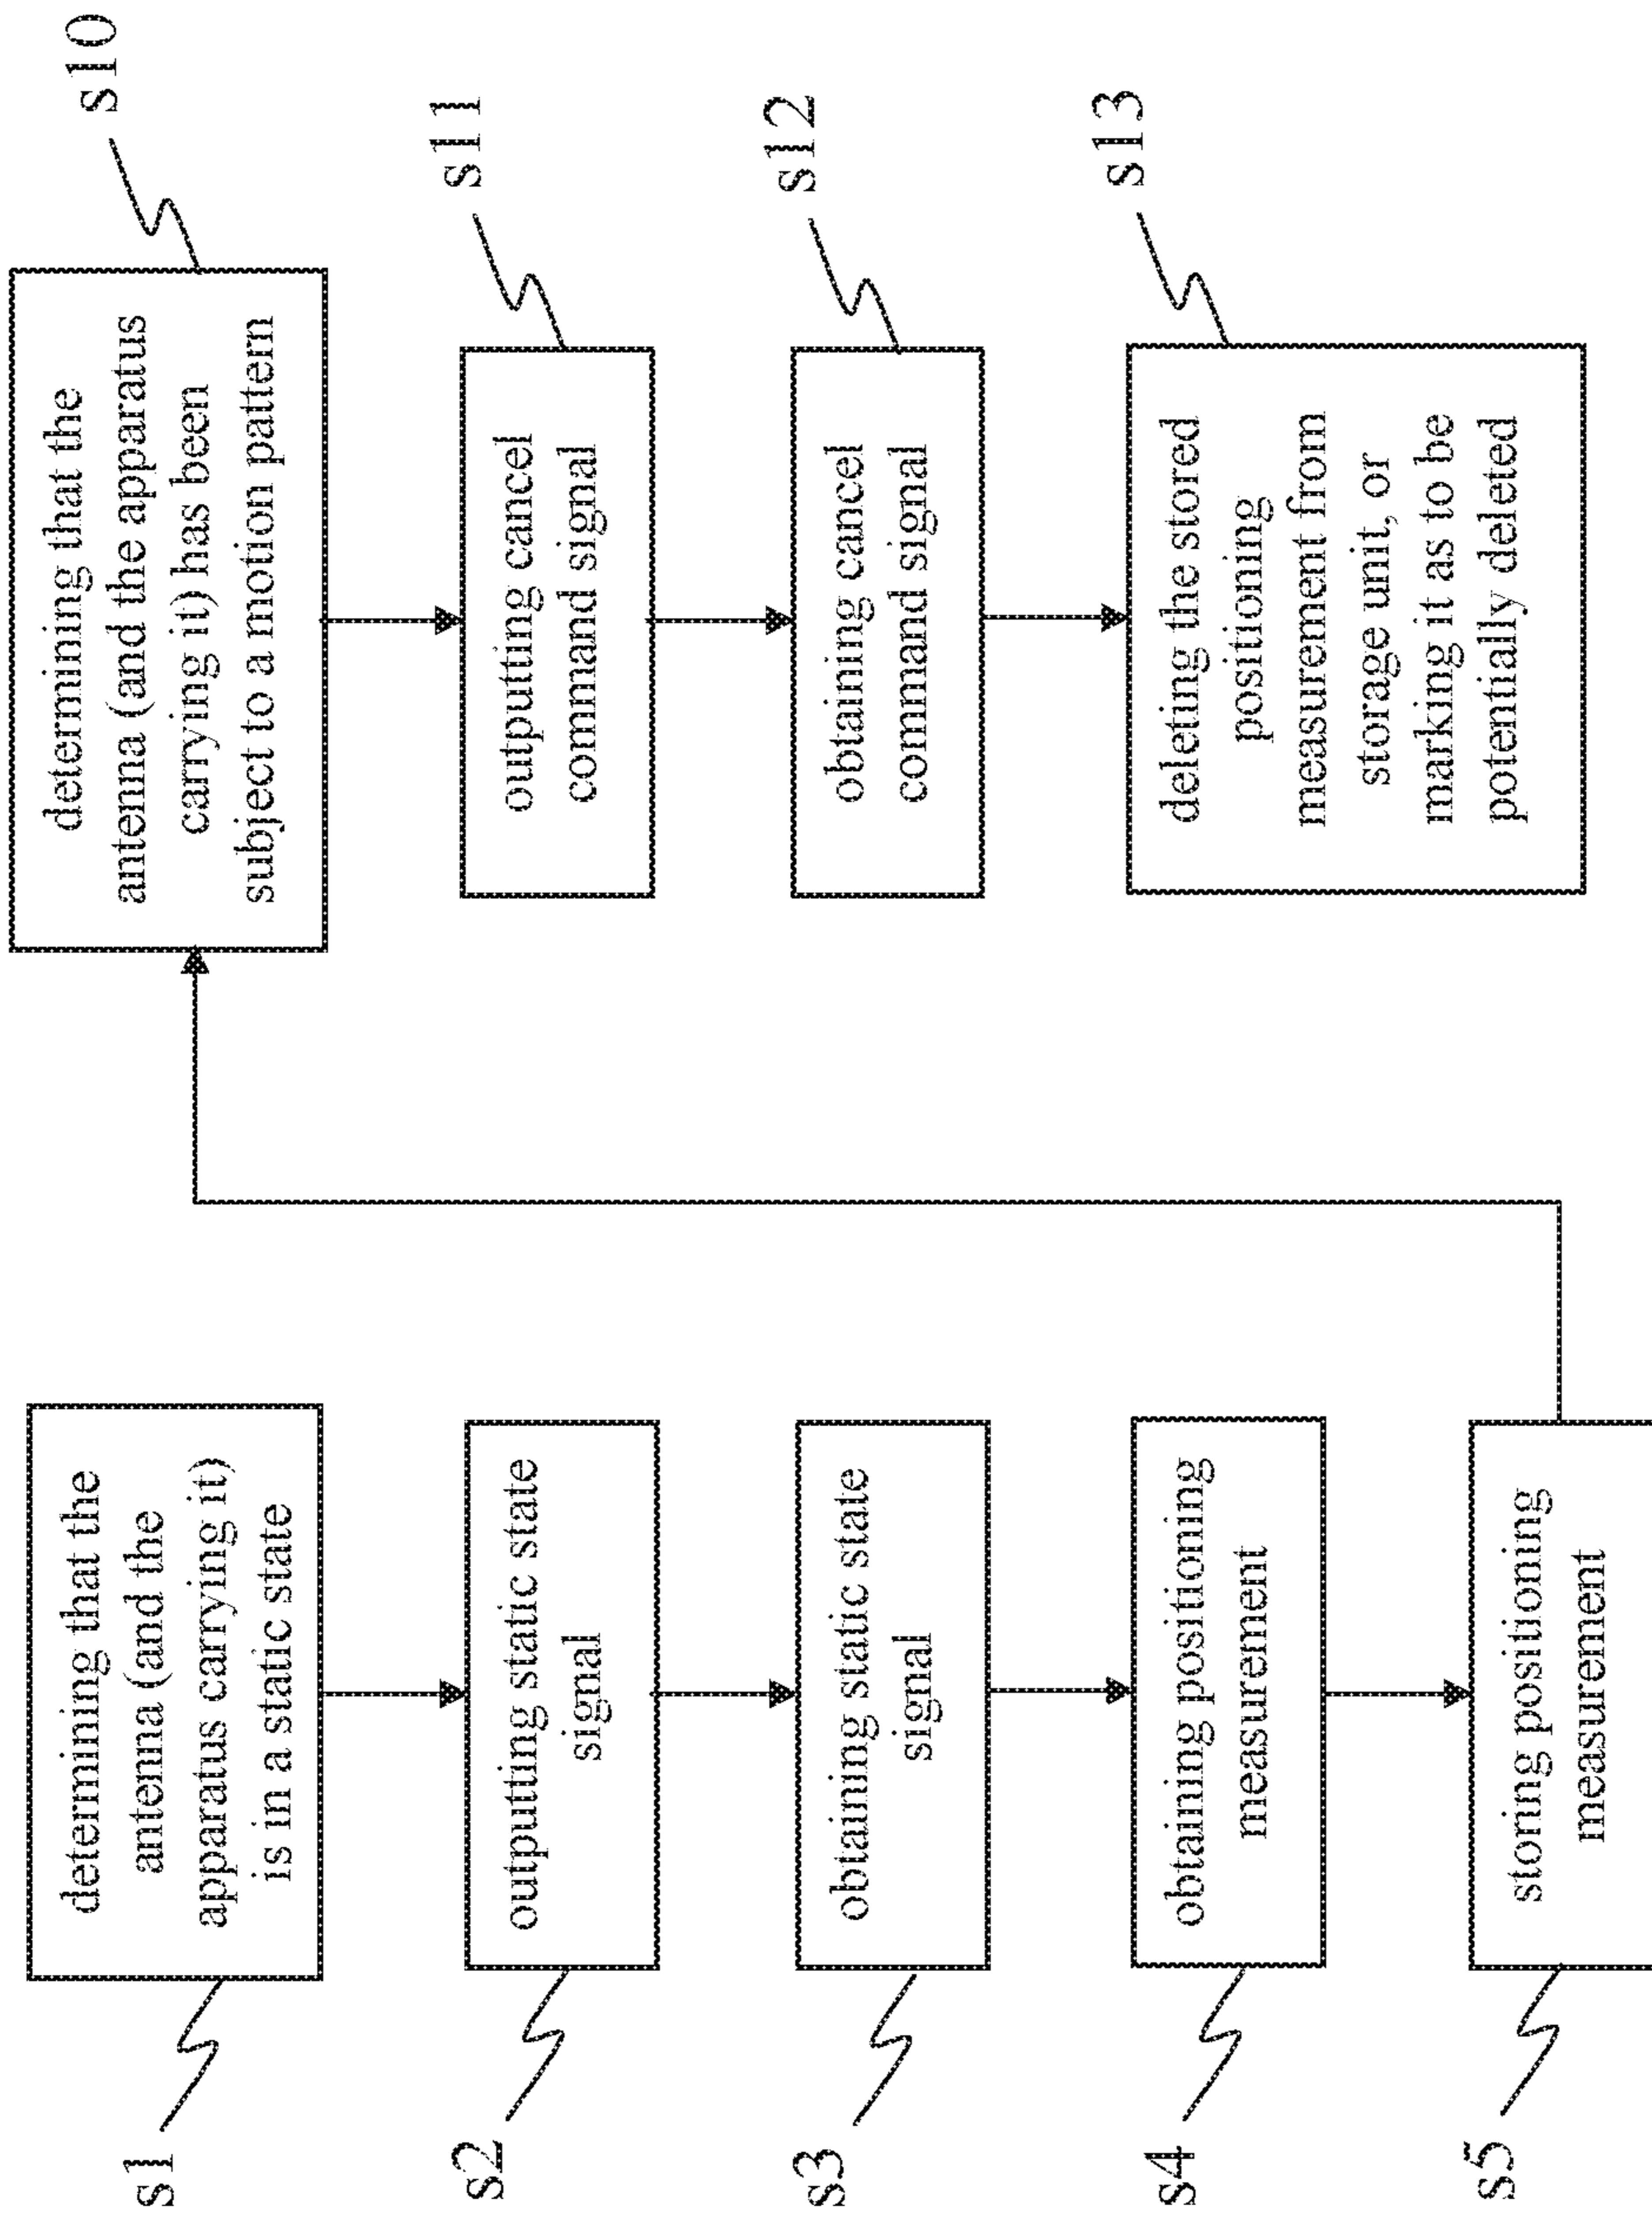 s1
determining that the
antenna (and the
apparatus carrying it)
is in a static state
s2
outputing static state
signal
s3
obtaining static state
signal
s4
obtaining positioning
measurement
s5
storing positioning
measurement
s10
determining that the
antenna (and the apparatus
carrying it) has been
subject to a motion pattern
s11
outputing cancel
command signal
s12
obtaining cancel
command signal
s13
deleting the stored
positioning
measurement from
storage unit, or
marking it as to be
potentially deleted